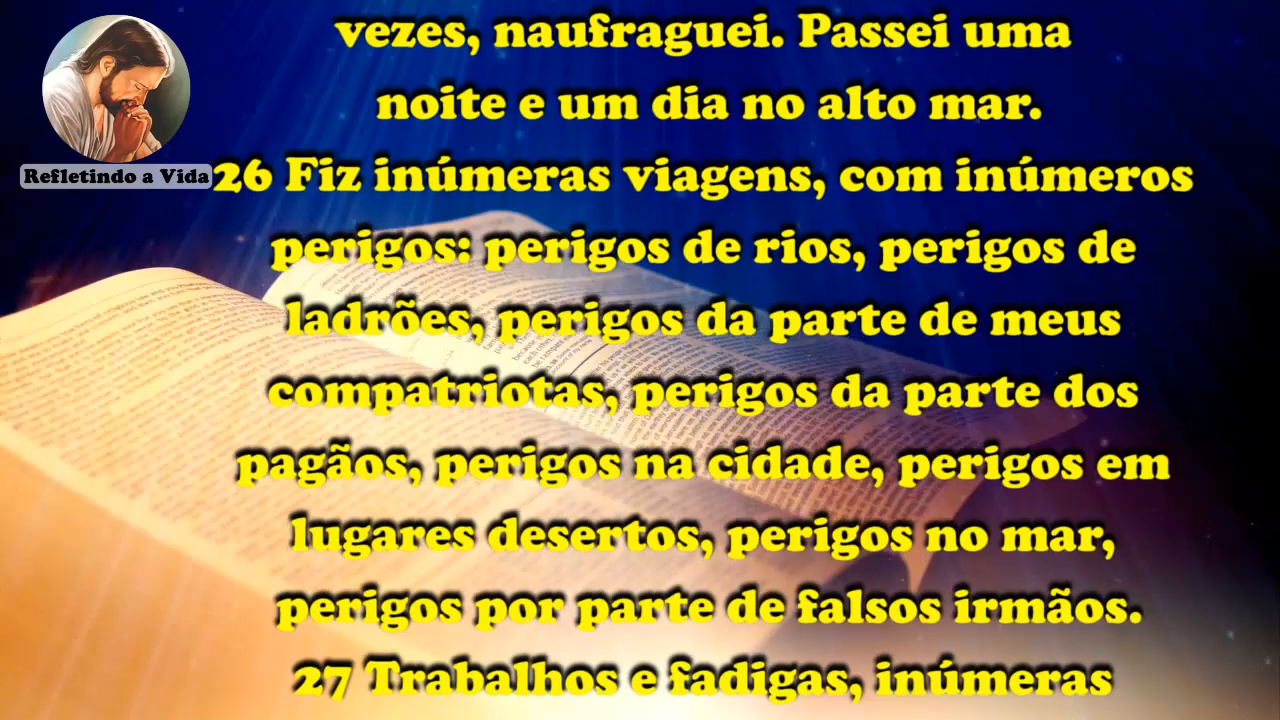 vezes, naufraguei. Passei uma
noite e um dia no alto mar.
Refletindo a Vida
26 Fiz inúmeras viagens, com inúmeros
perigos: perigos de rios, perigos de
ladrões, perigos da parte de meus
compatriotas, perigos da parte dos
pagãos, perigos na cidade, perigos em
lugares desertos, perigos no mar,
perigos por parte de falsos irmãos.
27 Trabalhos e fadigas, inúmeras